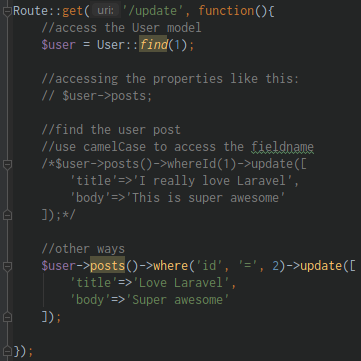 Route::get( uri: '/update', function(){
//access the User model
$user = User::find(1);
//accessing the properties like this:
// $user->posts;
//find the user post
//use camelCase to access the fieldname
/*$user->posts()->whereId(1)->update([
'title'=>'I really love Laravel',
'body'=>'This is super awesome'
]);*/
//other ways
$user->posts()->where('id', '=', 2)->update([
'title'=>'Love Laravel',
'body'=>'Super awesome'
]);
});